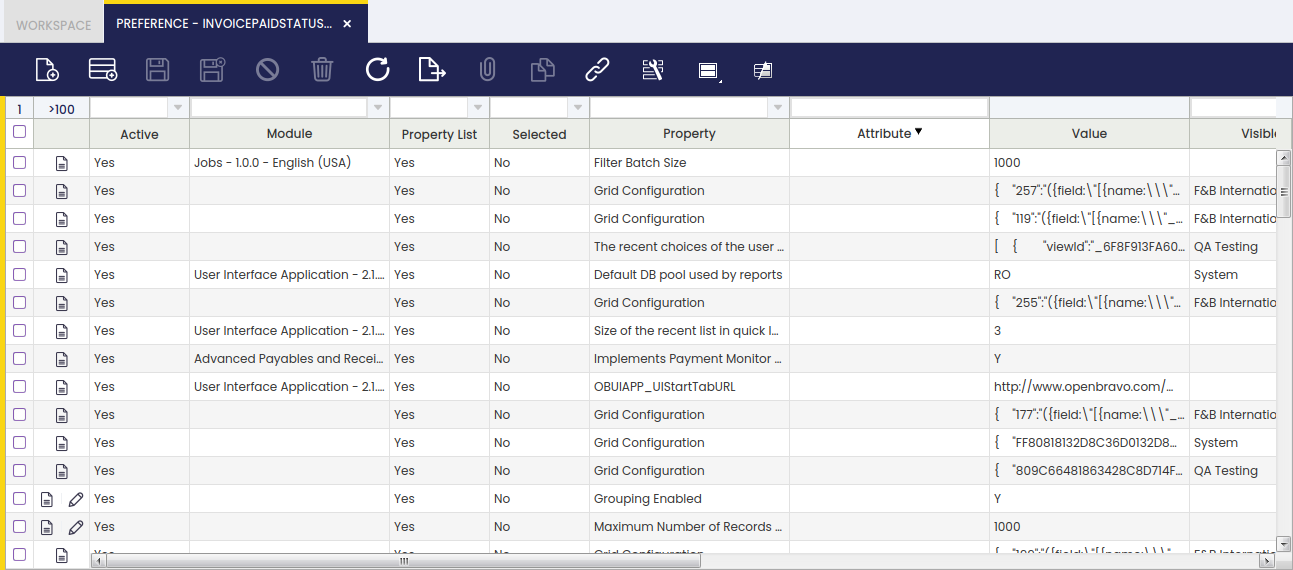 WORKSPACE PREFERENCE - INVOICEPAIDSTATUS... ×
1 >100
Active Module Property List Selected Property Attribute Value Visible
Yes Jobs - 1.0.0 - English (USA) Yes No Filter Batch Size 1000
Yes Yes No Grid Configuration { "257":"({field:\"[{name:\\\"... F&B Internatio
Yes Yes No Grid Configuration { "119":"({field:\"[{name:\\\"_... F&B Internatio
Yes Yes No The recent choices of the user ... [ { "viewId":"_6F8F913FA60... QA Testing
Yes User Interface Application - 2.1.... Yes No Default DB pool used by reports RO System
Yes Yes No Grid Configuration { "255":"({field:\"[{name:\\\"... F&B Internatio
Yes User Interface Application - 2.1.... Yes No Size of the recent list in quick l... 3
Yes Advanced Payables and Recei... Yes No Implements Payment Monitor ... Y
Yes User Interface Application - 2.1.... Yes No OBUIAPP_UIStartTabURL http://www.openbravo.com/...
Yes Yes No Grid Configuration { "177":"({field:\"[{name:\\\"_... F&B Internatio
Yes Yes No Grid Configuration { "FF80818132D8C36D0132D8... System
Yes Yes No Grid Configuration { "809C66481863428C8D714F... QA Testing
Yes Yes No Grouping Enabled Y
Yes Yes No Maximum Number of Records ... 1000
Yes Yes No Grid Configuration